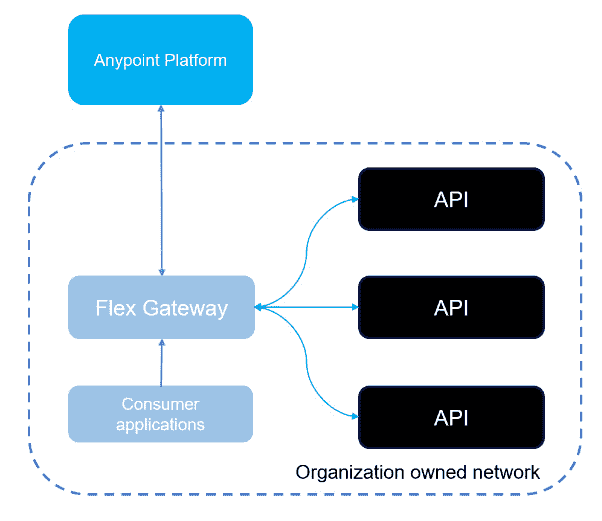 Anypoint Platform
API
Flex Gateway
API
Consumer
applications
API
Organization owned network